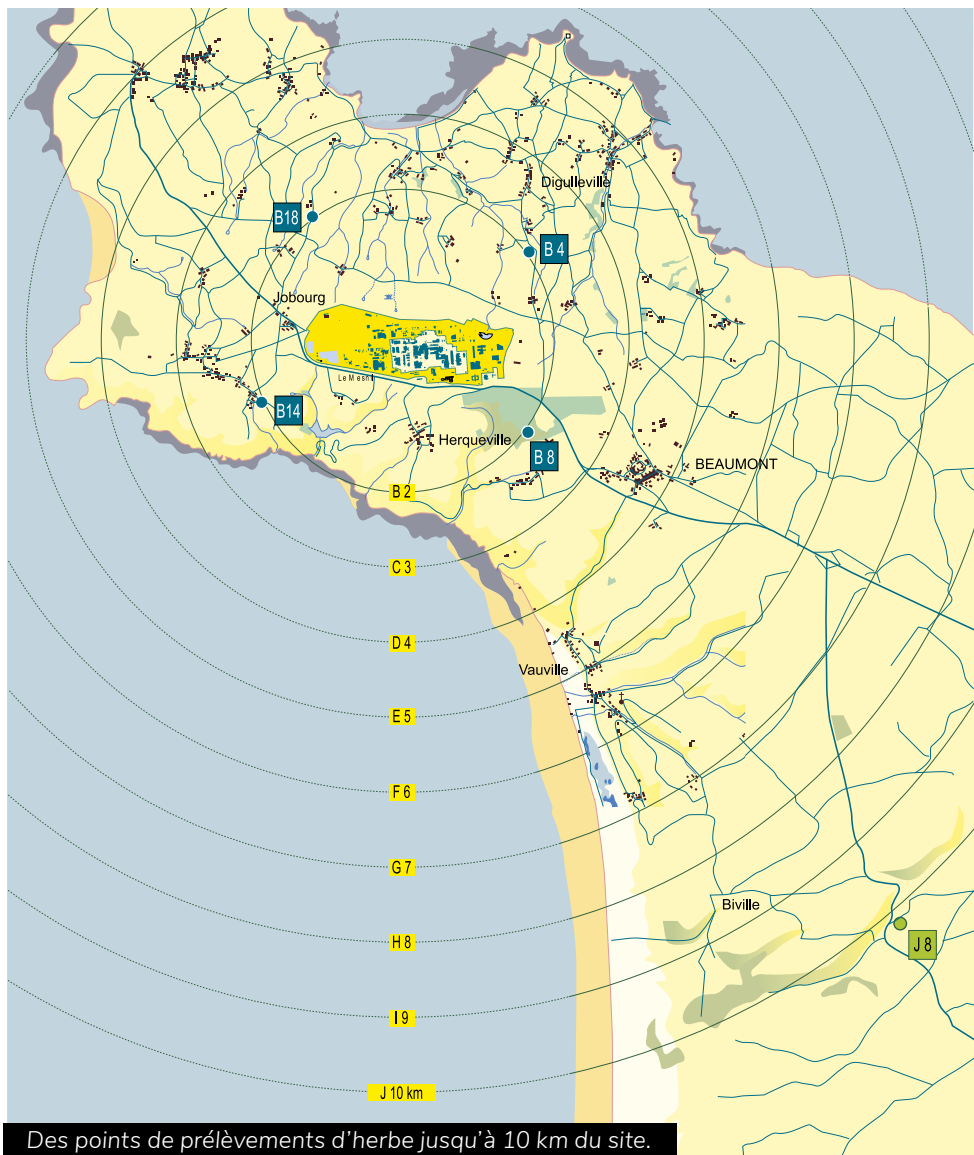 Digulleville
B18
B 4
Jobourg
Le Mesnil
B14
Herqueville
B 8
BEAUMONT
B 2
C 3
D 4
Vauville
E 5
F 6
G 7
Biville
H 8
J 8
I 9
J 10 km
Des points de prélèvements d’herbe jusqu’à 10 km du site.